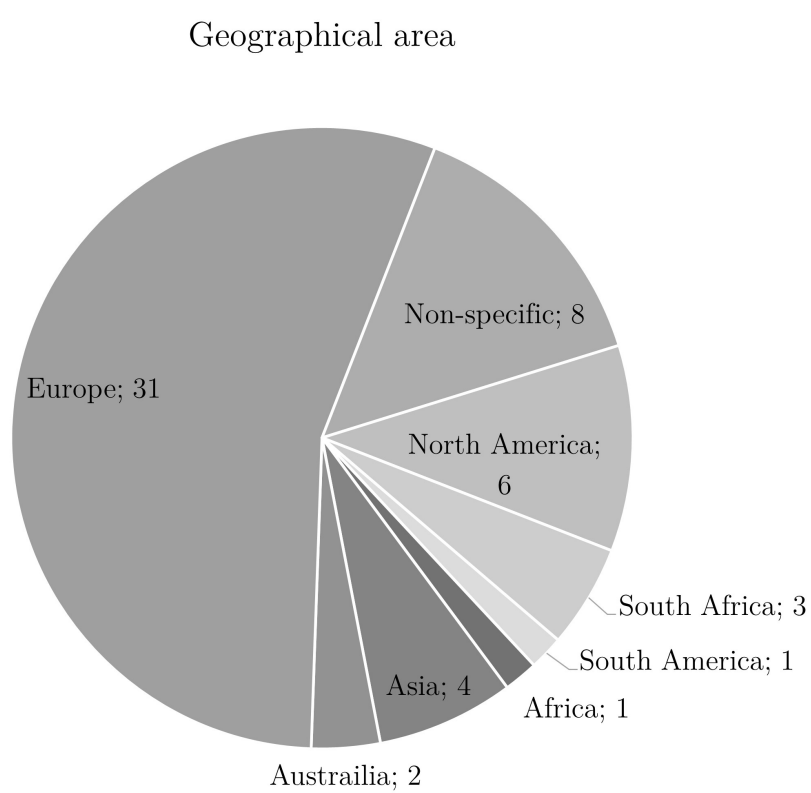 Geographical area
Non-specific; 8
Europe; 31
North America;
6
South Africa; 3
South America; 1
Asia; 4
Africa; 1
Austrailia; 2